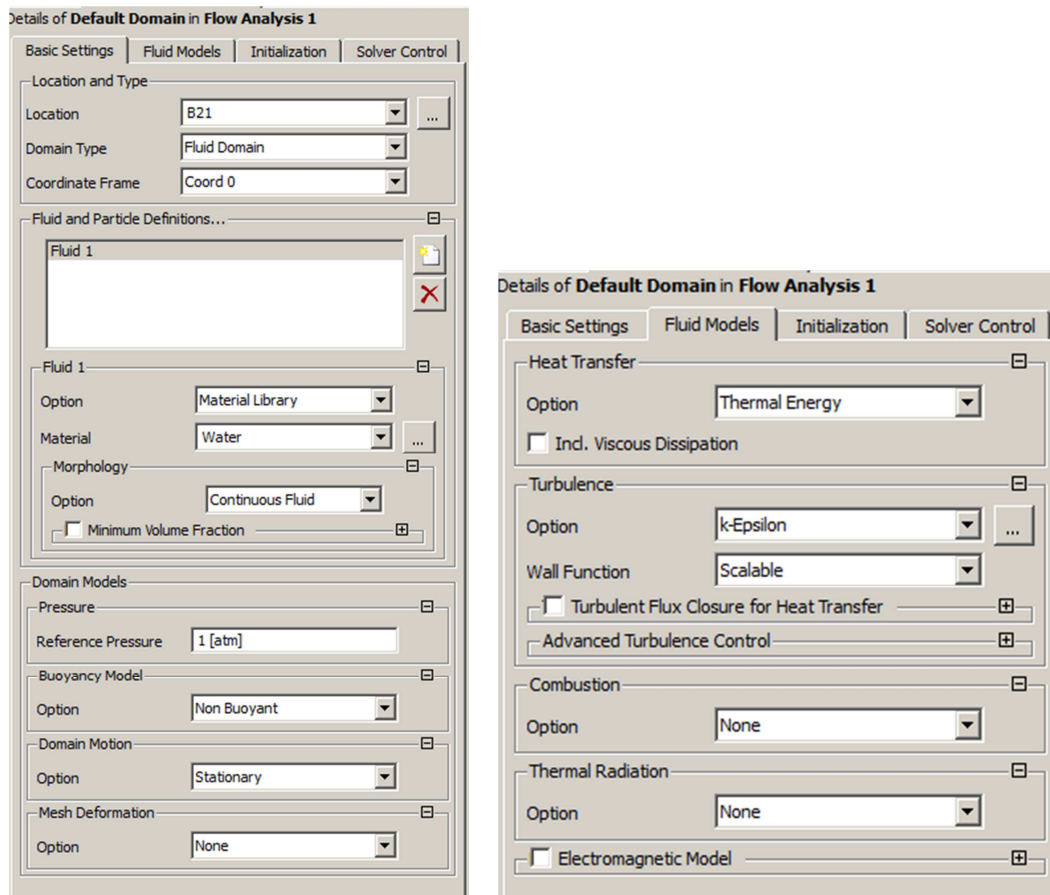 Details of Default Domain in Flow Analysis 1
Basic Settings Fluid Models Initialization Solver Control
Location and Type
Location B21 ...
Domain Type Fluid Domain
Coordinate Frame Coord 0
Fluid and Particle Definitions...
Fluid 1
Fluid 1
Option Material Library
Material Water ...
Morphology
Option Continuous Fluid
Minimum Volume Fraction
Domain Models
Pressure
Reference Pressure 1 [atm]
Buoyancy Model
Option Non Buoyant
Domain Motion
Option Stationary
Mesh Deformation
Option None
Details of Default Domain in Flow Analysis 1
Basic Settings Fluid Models Initialization Solver Control
Heat Transfer
Option Thermal Energy
Incl. Viscous Dissipation
Turbulence
Option k-Epsilon ...
Wall Function Scalable
Turbulent Flux Closure for Heat Transfer
Advanced Turbulence Control
Combustion
Option None
Thermal Radiation
Option None
Electromagnetic Model